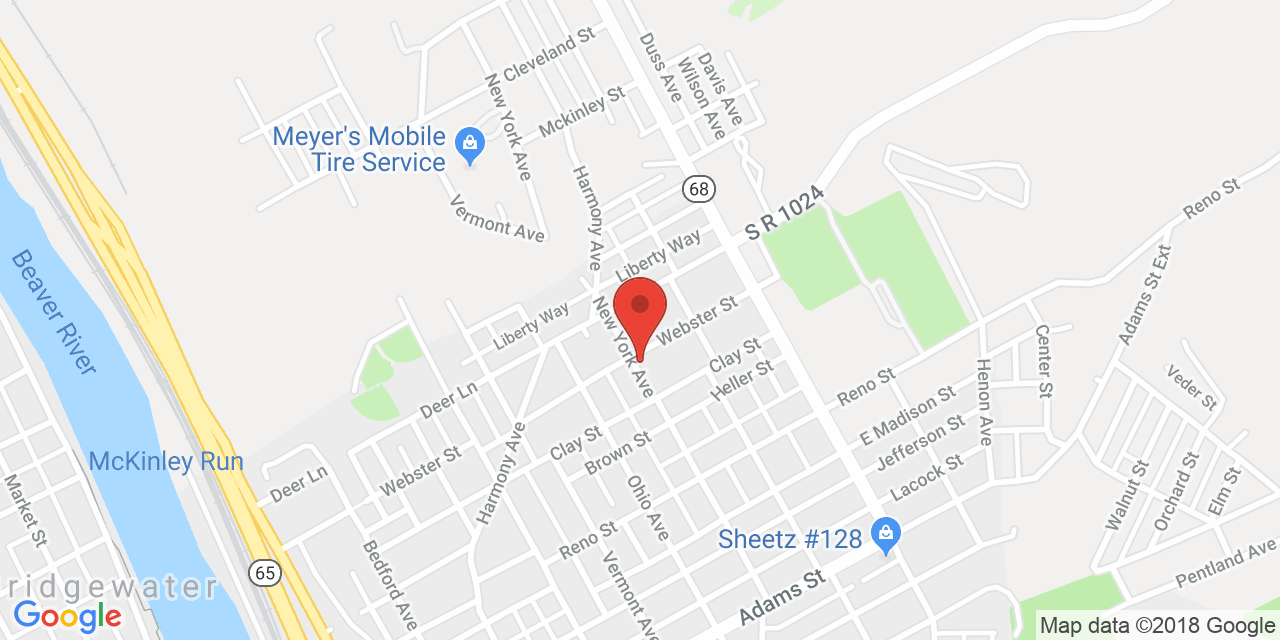 Cleveland St
Duss Ave
Davis Ave
Wilson Ave
New York Ave
Mckinley St
Meyer's Mobile
Tire Service
Harmony Ave
68
Vermont Ave
S R 1024
Reno St
Liberty Way
Beaver River
Adams St Ext
Liberty Way
New York Ave
Webster St
Clay St
Heller St
Center St
Henon Ave
Reno St
Veder St
Deer Ln
E Madison St
Jefferson St
Lacock St
Clay St
Brown St
McKinley Run
Webster St
Harmony Ave
Deer Ln
Market St
Walnut St
Orchard St
Elm St
Ohio Ave
Reno St
Sheetz #128
Bedford Ave
Vermont Ave
65
Adams St
Pentland Ave
ridgewater
Google
Map data ©2018 Google